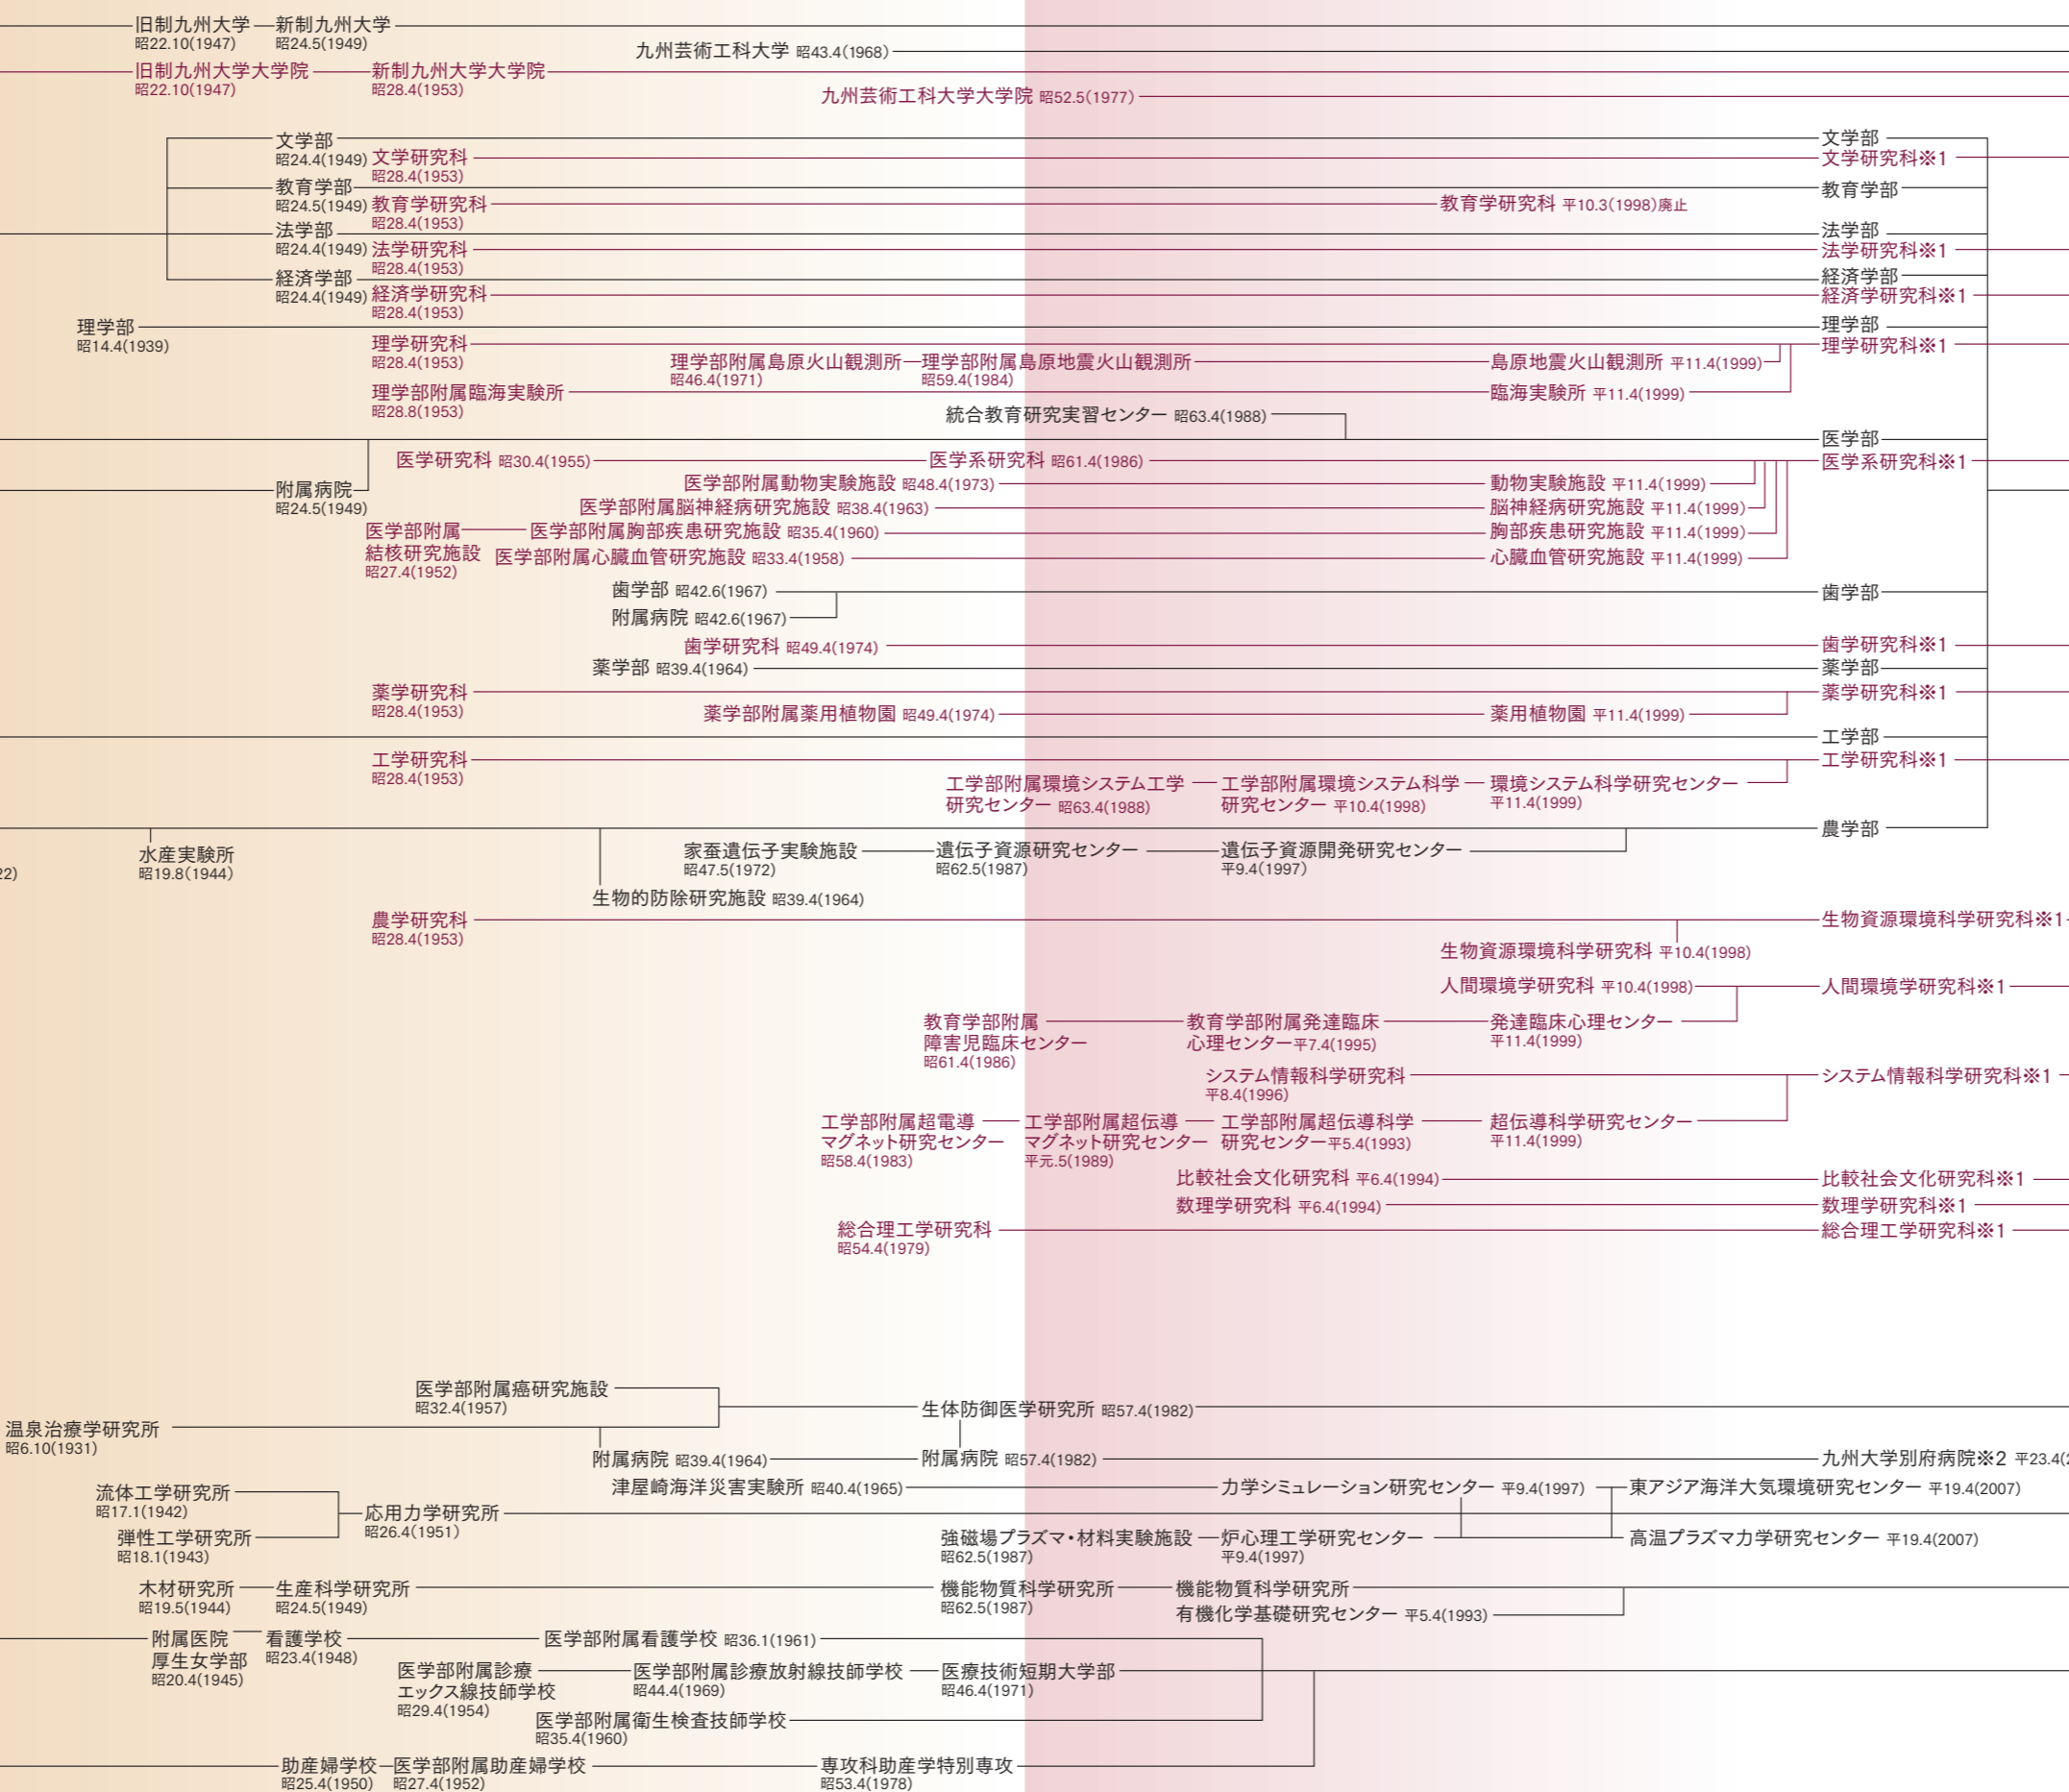 旧制九州大学 新制九州大学
昭22.10(1947) 昭24.5(1949)
九州芸術工科大学 昭43.4(1968)
旧制九州大学大学院 新制九州大学大学院
昭22.10(1947) 昭28.4(1953)
九州芸術工科大学大学院 昭52.5(1977)
文学部 文学部
昭24.4(1949) 文学研究科 文学研究科※1
昭28.4(1953)
教育学部 教育学部
昭24.5(1949) 教育学研究科 教育学研究科 平10.3(1998)廃止
昭28.4(1953)
法学部 法学部
昭24.4(1949) 法学研究科 法学研究科※1
昭28.4(1953)
経済学部 経済学部
昭24.4(1949) 経済学研究科 経済学研究科※1
昭28.4(1953)
理学部 理学部
昭14.4(1939)
理学研究科 理学研究科※1
昭28.4(1953)
理学部附属島原火山観測所 理学部附属島原地震火山観測所 島原地震火山観測所 平11.4(1999)
昭46.4(1971) 昭59.4(1984)
理学部附属臨海実験所 臨海実験所 平11.4(1999)
昭28.8(1953)
統合教育研究実習センター 昭63.4(1988)
医学部
医学研究科 昭30.4(1955) 医学系研究科 昭61.4(1986) 医学系研究科※1
医学部附属動物実験施設 昭48.4(1973) 動物実験施設 平11.4(1999)
附属病院
昭24.5(1949)
医学部附属脳神経病研究施設 昭38.4(1963) 脳神経病研究施設 平11.4(1999)
医学部附属 医学部附属胸部疾患研究施設 昭35.4(1960) 胸部疾患研究施設 平11.4(1999)
結核研究施設 医学部附属心臓血管研究施設 昭33.4(1958) 心臓血管研究施設 平11.4(1999)
昭27.4(1952)
歯学部 昭42.6(1967) 歯学部
附属病院 昭42.6(1967)
歯学研究科 昭49.4(1974) 歯学研究科※1
薬学部 昭39.4(1964) 薬学部
薬学研究科 薬学研究科※1
昭28.4(1953)
薬学部附属薬用植物園 昭49.4(1974) 薬用植物園 平11.4(1999)
工学部
工学研究科 工学研究科※1
昭28.4(1953)
工学部附属環境システム工学 工学部附属環境システム科学 環境システム科学研究センター
研究センター 昭63.4(1988) 研究センター 平10.4(1998) 平11.4(1999)
農学部
水産実験所 家蚕遺伝子実験施設 遺伝子資源研究センター 遺伝子資源開発研究センター
22) 昭19.8(1944) 昭47.5(1972) 昭62.5(1987) 平9.4(1997)
生物的防除研究施設 昭39.4(1964)
農学研究科 生物資源環境科学研究科※1
昭28.4(1953)
生物資源環境科学研究科 平10.4(1998)
人間環境学研究科 平10.4(1998) 人間環境学研究科※1
教育学部附属 教育学部附属発達臨床 発達臨床心理センター
障害児臨床センター 心理センター平7.4(1995) 平11.4(1999)
昭61.4(1986)
システム情報科学研究科 システム情報科学研究科※1
平8.4(1996)
工学部附属超電導 工学部附属超伝導 工学部附属超伝導科学 超伝導科学研究センター
マグネット研究センター マグネット研究センター 研究センター平5.4(1993) 平11.4(1999)
昭58.4(1983) 平元.5(1989)
比較社会文化研究科 平6.4(1994) 比較社会文化研究科※1
数理学研究科 平6.4(1994) 数理学研究科※1
総合理工学研究科 総合理工学研究科※1
昭54.4(1979)
医学部附属癌研究施設
昭32.4(1957)
生体防御医学研究所 昭57.4(1982)
温泉治療学研究所
昭6.10(1931)
附属病院 昭39.4(1964) 附属病院 昭57.4(1982) 九州大学別府病院※2 平23.4(2
津屋崎海洋災害実験所 昭40.4(1965) 力学シミュレーション研究センター 平9.4(1997) 東アジア海洋大気環境研究センター 平19.4(2007)
流体工学研究所
昭17.1(1942)
応用力学研究所
昭26.4(1951)
弾性工学研究所 強磁場プラズマ・材料実験施設 炉心理工学研究センター 高温プラズマ力学研究センター 平19.4(2007)
昭18.1(1943) 昭62.5(1987) 平9.4(1997)
木材研究所 生産科学研究所 機能物質科学研究所 機能物質科学研究所
昭19.5(1944) 昭24.5(1949) 昭62.5(1987)
有機化学基礎研究センター 平5.4(1993)
附属医院 看護学校 医学部附属看護学校 昭36.1(1961)
厚生女学部 昭23.4(1948)
昭20.4(1945)
医学部附属診療 医学部附属診療放射線技師学校 医療技術短期大学部
エックス線技師学校 昭44.4(1969) 昭46.4(1971)
昭29.4(1954)
医学部附属衛生検査技師学校
昭35.4(1960)
助産婦学校 医学部附属助産婦学校 専攻科助産学特別専攻
昭25.4(1950) 昭27.4(1952) 昭53.4(1978)